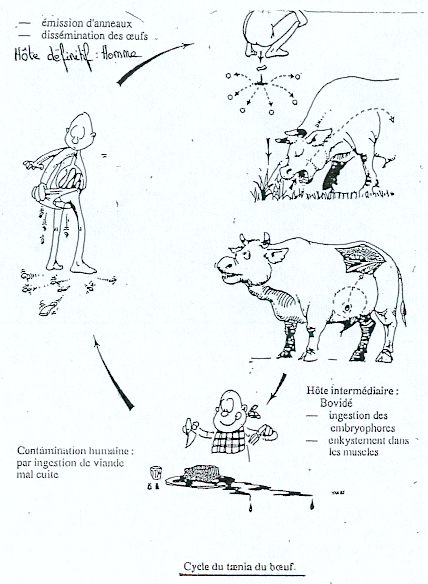 — émission d'anneaux
— dissémination des œufs
Hôte définitif : Homme
Hôte intermédiaire :
Bovidé
— ingestion des
embryophores
— enkystement dans
les muscles
Contamination humaine :
par ingestion de viande
mal cuite
Cycle du tænia du bœuf.